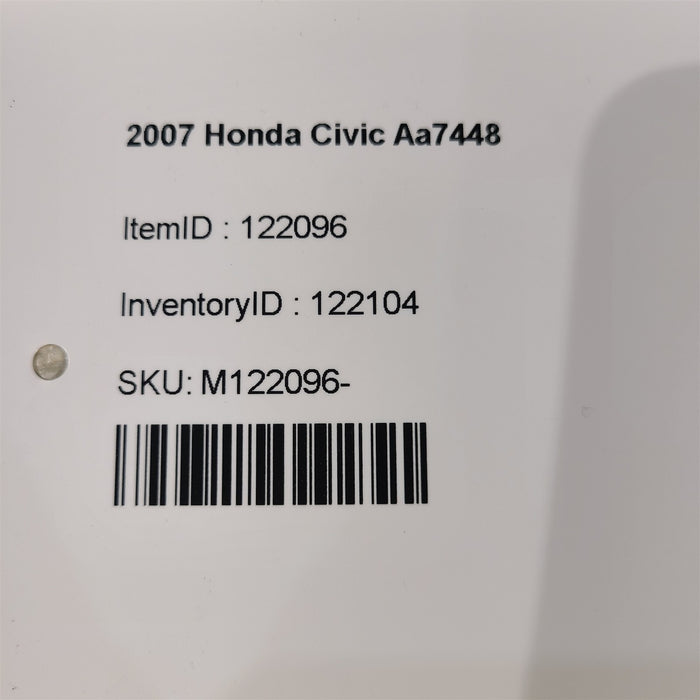 2007 Honda Civic Aa7448
ItemID : 122096
InventoryID : 122104
SKU: M122096-